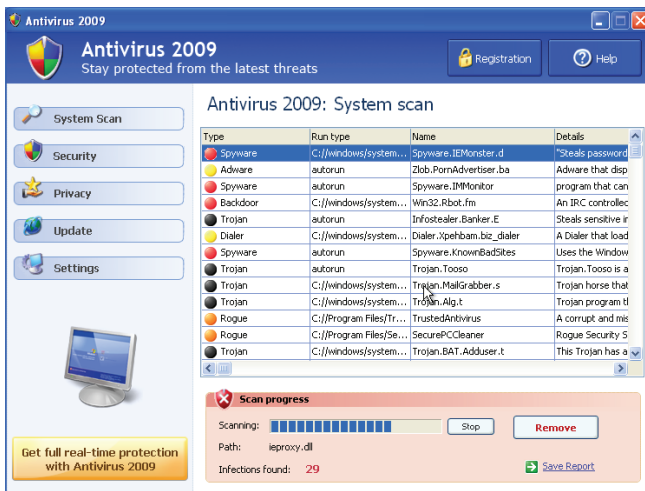 Antivirus 2009
Antivirus 2009
Stay protected from the latest threats
Registration
Help
System Scan
Security
Privacy
Update
Settings
Get full real-time protection
with Antivirus 2009
Antivirus 2009: System scan
Type Run type Name Details
Spyware C://windows/system... Spyware.IEMonster.d "Steals password
Adware autorun Zlob.PornAdvertiser.ba Adware that disp
Spyware autorun Spyware.IMMonitor program that can
Backdoor C://windows/system... Win32.Rbot.fm An IRC controlled
Trojan autorun Infostealer.Banker.E Steals sensitive ir
Dialer C://windows/system... Dialer.Xpehbam.biz_dialer A Dialer that load
Spyware autorun Spyware.KnownBadSites Uses the Window
Trojan autorun Trojan.Tooso Trojan.Tooso is a
Trojan C://windows/system... Trojan.MailGrabber.s Trojan horse that
Trojan C://windows/system... Trojan.Alg.t Trojan program
Rogue C://Program Files/Tr... TrustedAntivirus A corrupt and mis
Rogue C://Program Files/Se... SecurePCCleaner Rogue Security S
Trojan C://windows/system... Trojan.BAT.Adduser.t This Trojan has a
Scan progress
Scanning:
Stop
Remove
Path: ieproxy.dll
Infections found: 29
Save Report